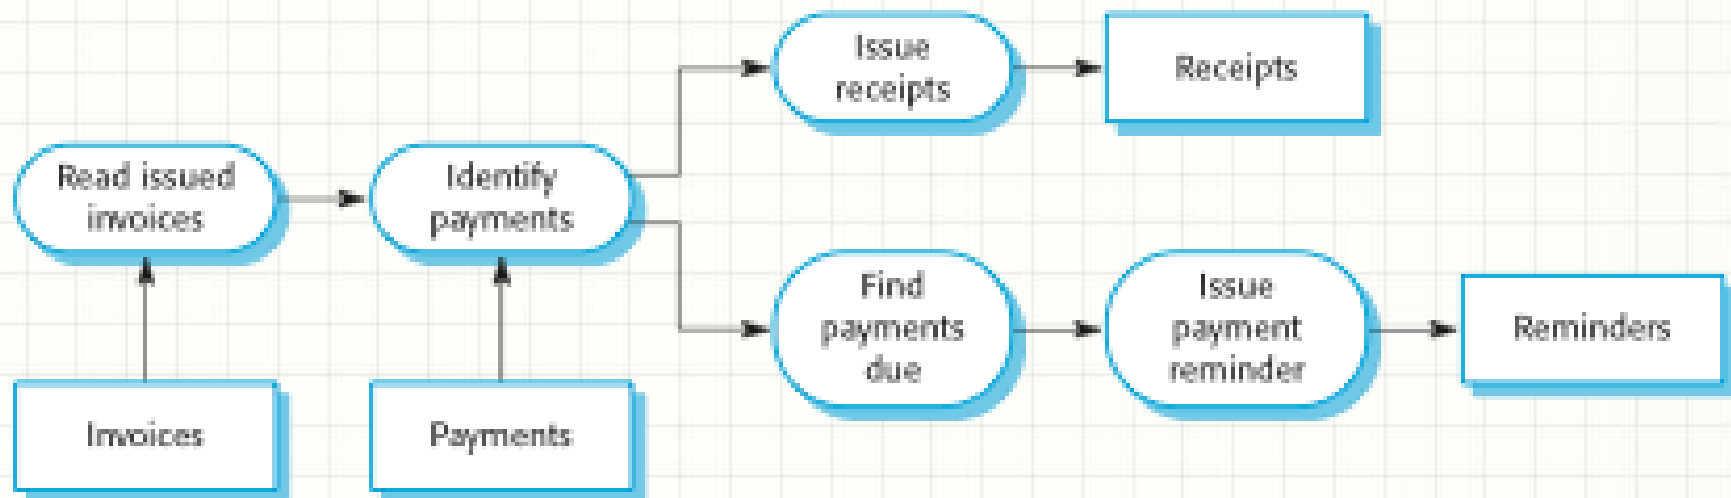 Issue
receipts
Receipts
Read issued
invoices
Identify
payments
Find
payments
due
Issue
payment
reminder
Reminders
Invoices
Payments